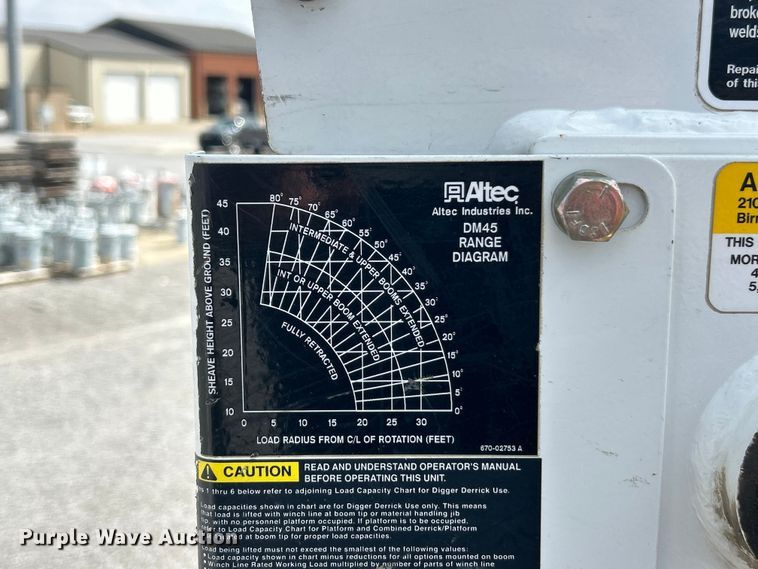 broke
welds
Repai
of this
Altec
Altec Industries Inc.
DM45
RANGE
DIAGRAM
SHEAVE HEIGHT ABOVE GROUND (FEET)
45
40
35
30
25
20
15
10
80°
75°
70°
65°
60°
55°
50°
45°
40°
35°
30°
25°
20°
15°
10°
5°
0°
INTERMEDIATE & UPPER BOOMS EXTENDED
INT OR UPPER BOOM EXTENDED
FULLY RETRACTED
0 5 10 15 20 25 30
LOAD RADIUS FROM C/L OF ROTATION (FEET)
670-02753 A
A
210
Birm
THIS
MOR
4
5,
CAUTION
READ AND UNDERSTAND OPERATOR'S MANUAL
BEFORE OPERATING THIS UNIT.
s 1 thru 6 below refer to adjoining Load Capacity Chart for Digger Derrick Use.
Load capacities shown in chart are for Digger Derrick Use only. This means
that load is lifted with winch line at boom tip or material handling jib
tip, with no personnel platform occupied. If platform is to be occupied,
refer to Load Capacity Chart for Platform and Combined Derrick/Platform
at boom tip for proper load capacities.
Load being lifted must not exceed the smallest of the following values:
Load capacity shown in chart minus reductions for all options mounted on boom
Winch Line Rated Working Load multiplied by number of parts of winch line
Purple Wave Auction